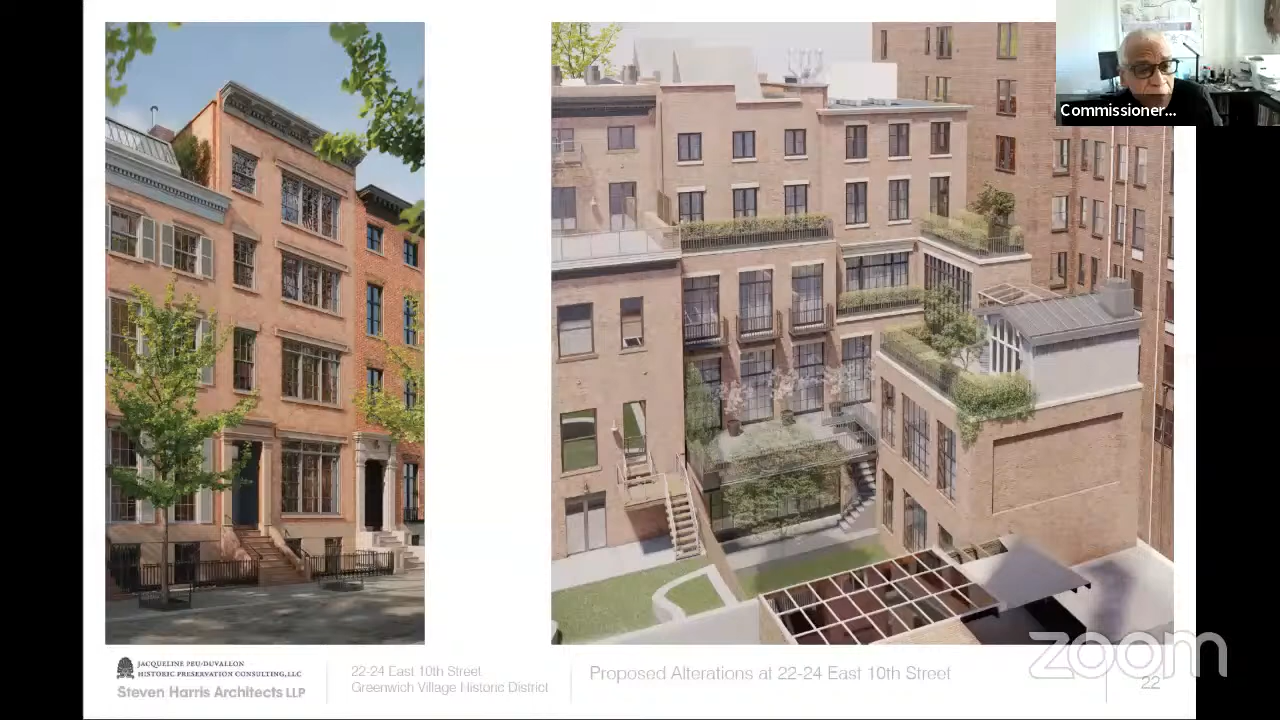 Commissioner...
JACQUELINE PEU-DUVALLON
HISTORIC PRESERVATION CONSULTING, LLC
Steven Harris Architects LLP
22-24 East 10th Street
Greenwich Village Historic District
Proposed Alterations at 22-24 East 10th Street
zoom
22